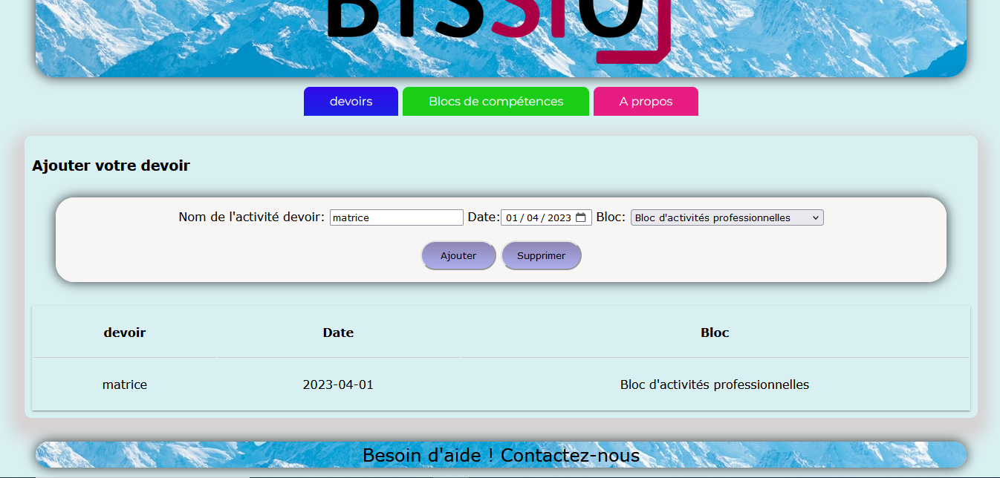 BTSSIO
devoirs Blocs de compétences A propos
Ajouter votre devoir
Nom de l'activité devoir: matrice Date: 01/04/2023 Bloc: Bloc d'activités professionnelles
Ajouter Supprimer
devoir Date Bloc
matrice 2023-04-01 Bloc d'activités professionnelles
Besoin d'aide ! Contactez-nous